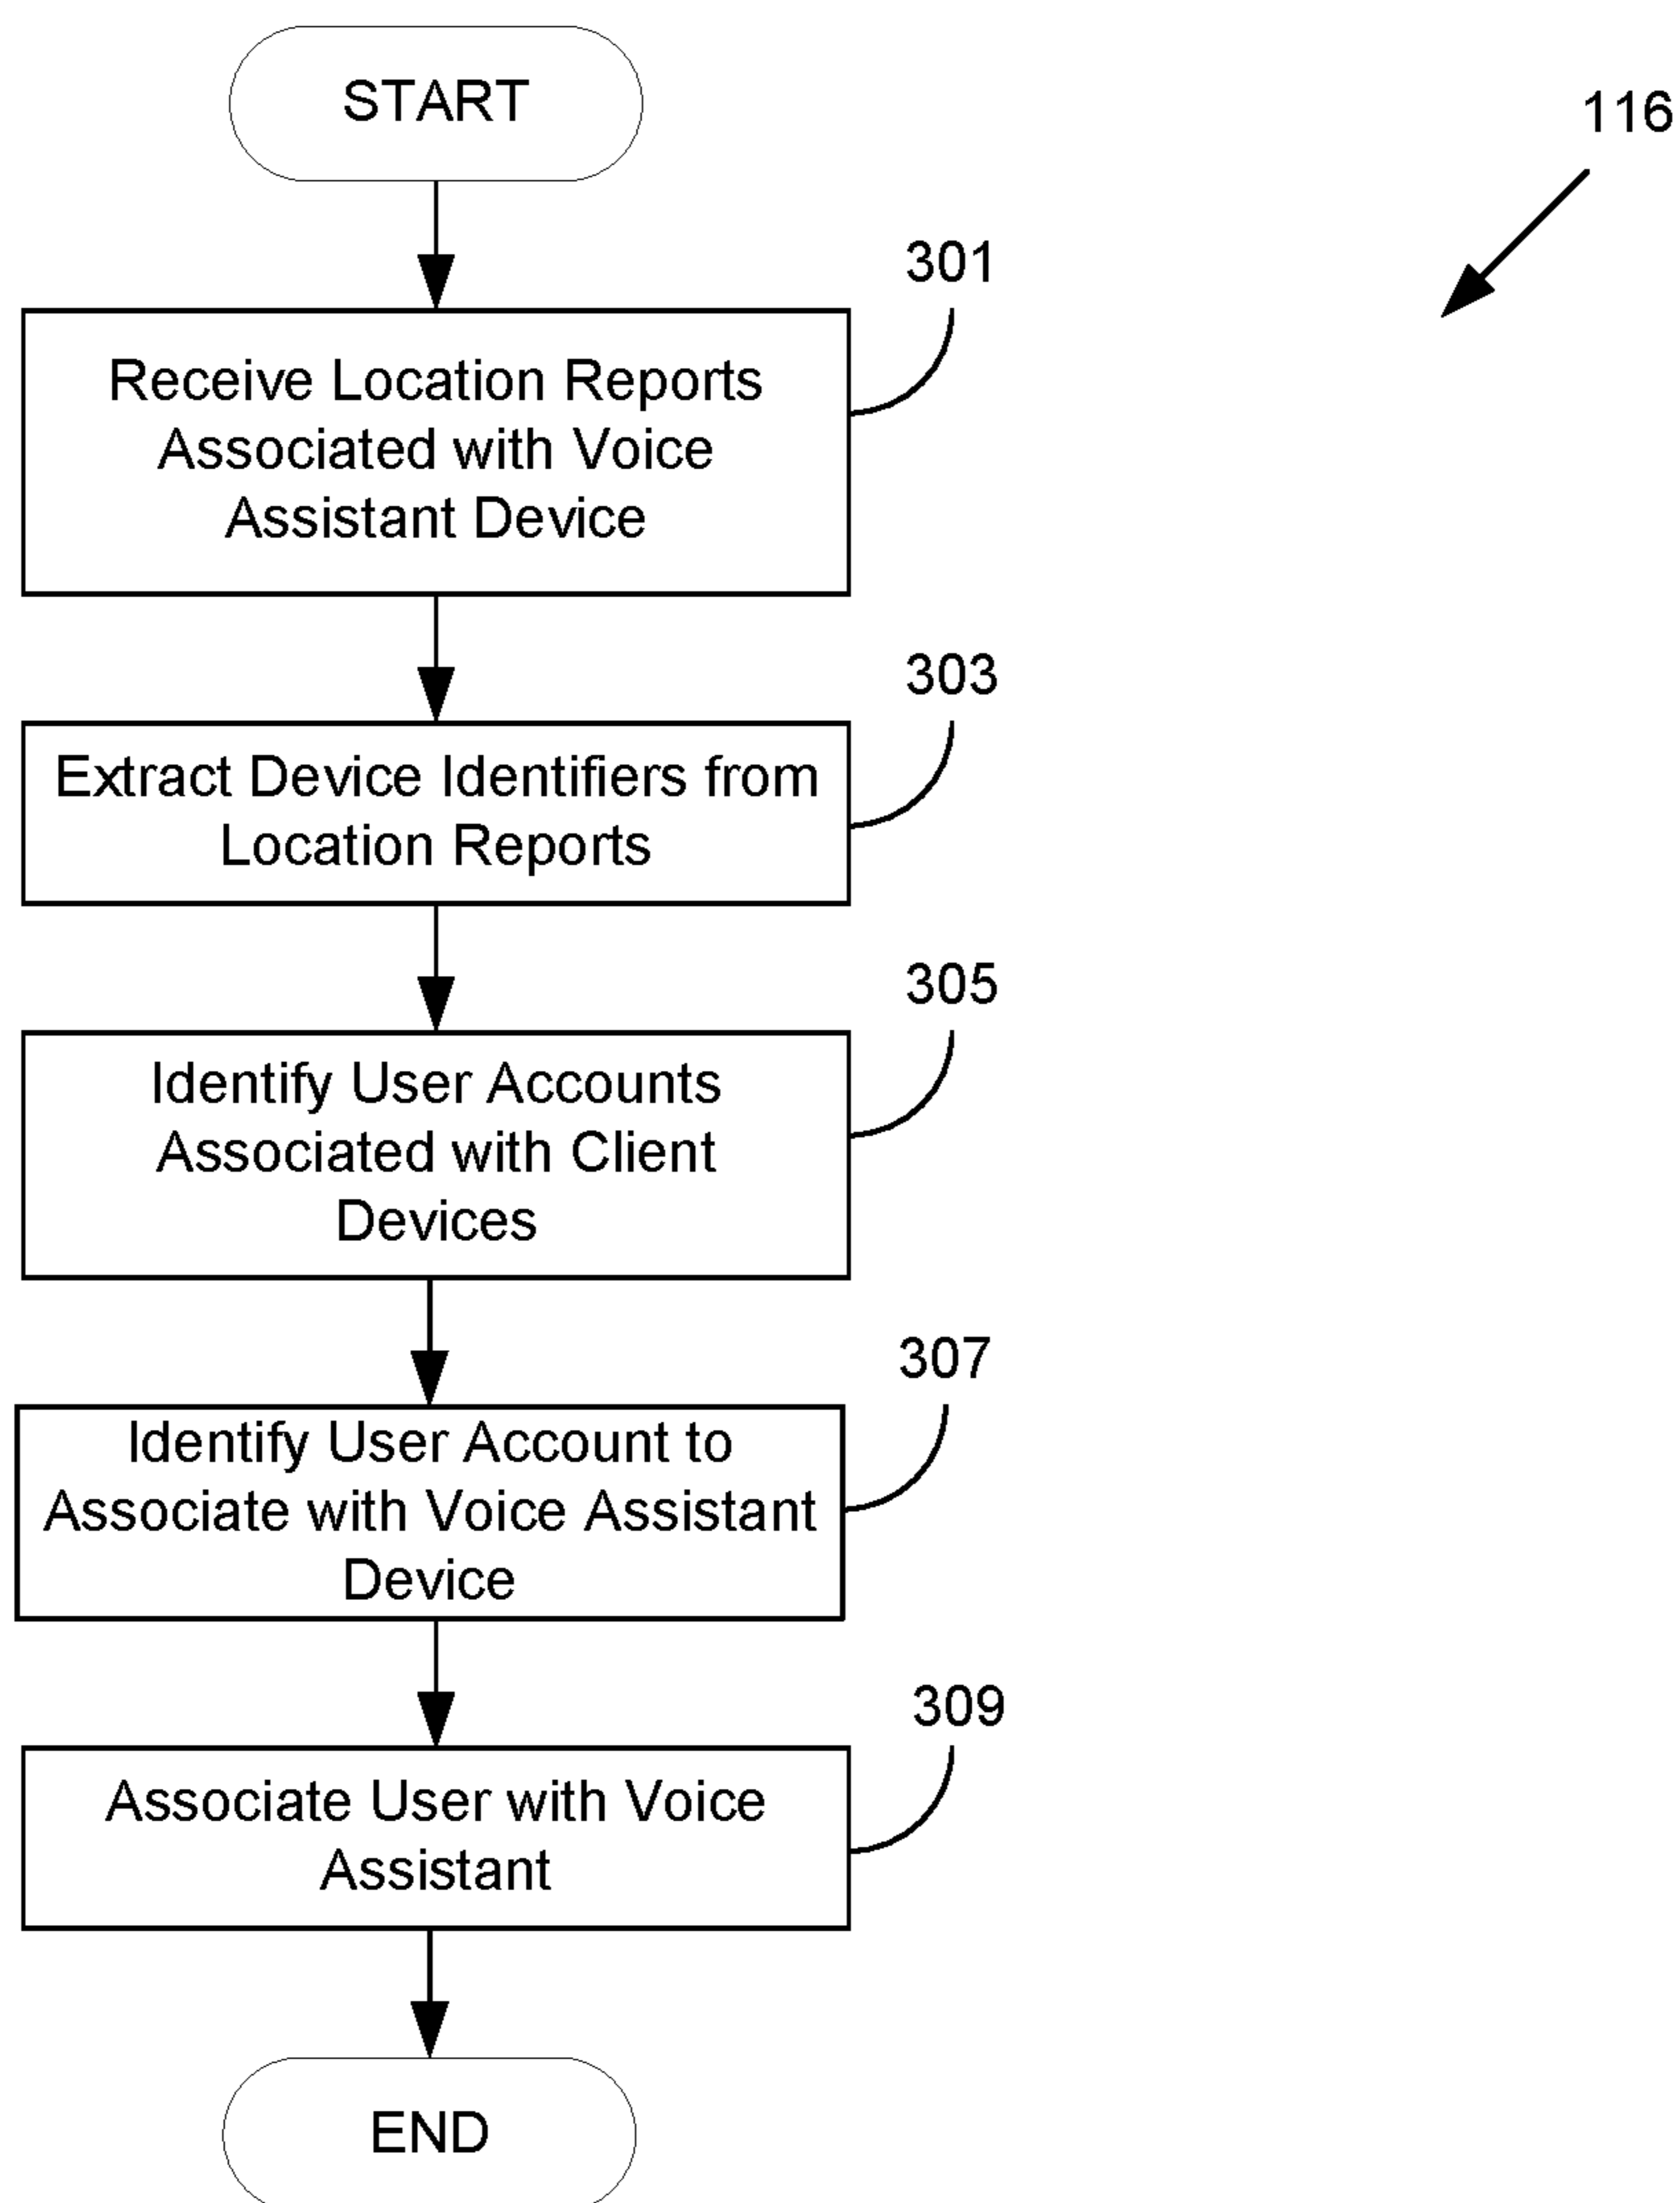 START
116
301
Receive Location Reports
Associated with Voice
Assistant Device
303
Extract Device Identifiers from
Location Reports
305
Identify User Accounts
Associated with Client
Devices
307
Identify User Account to
Associate with Voice Assistant
Device
309
Associate User with Voice
Assistant
END